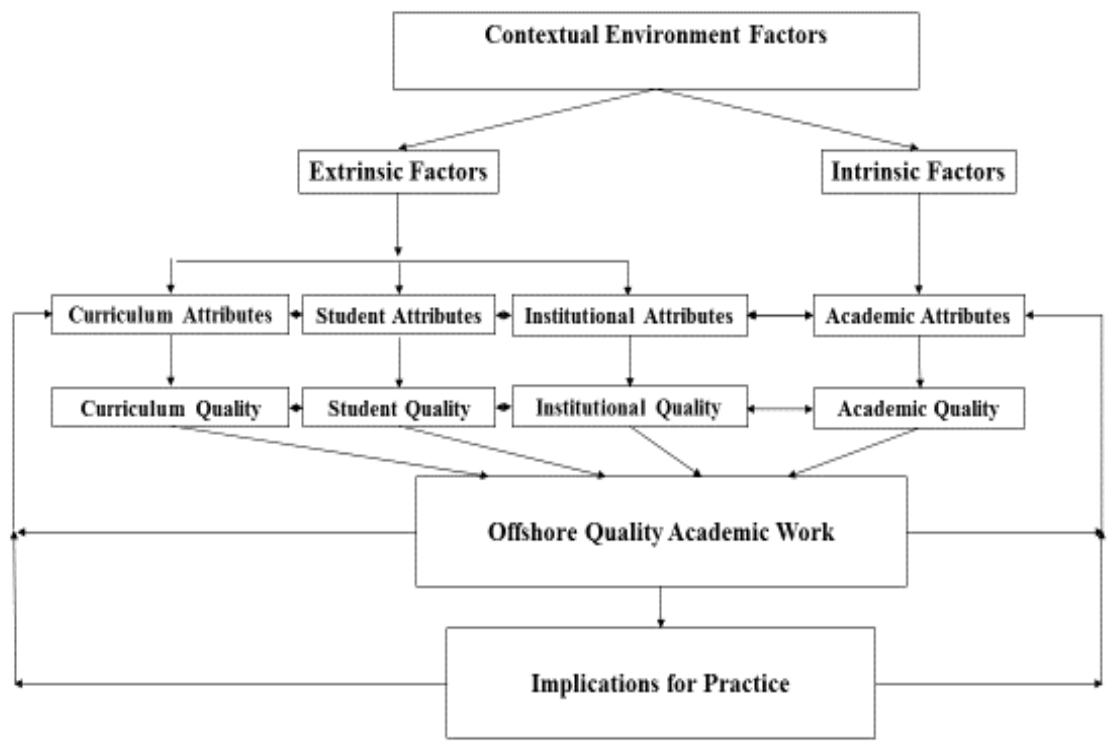 Contextual Environment Factors
Extrinsic Factors
Intrinsic Factors
Curriculum Attributes
Student Attributes
Institutional Attributes
Academic Attributes
Curriculum Quality
Student Quality
Institutional Quality
Academic Quality
Offshore Quality Academic Work
Implications for Practice